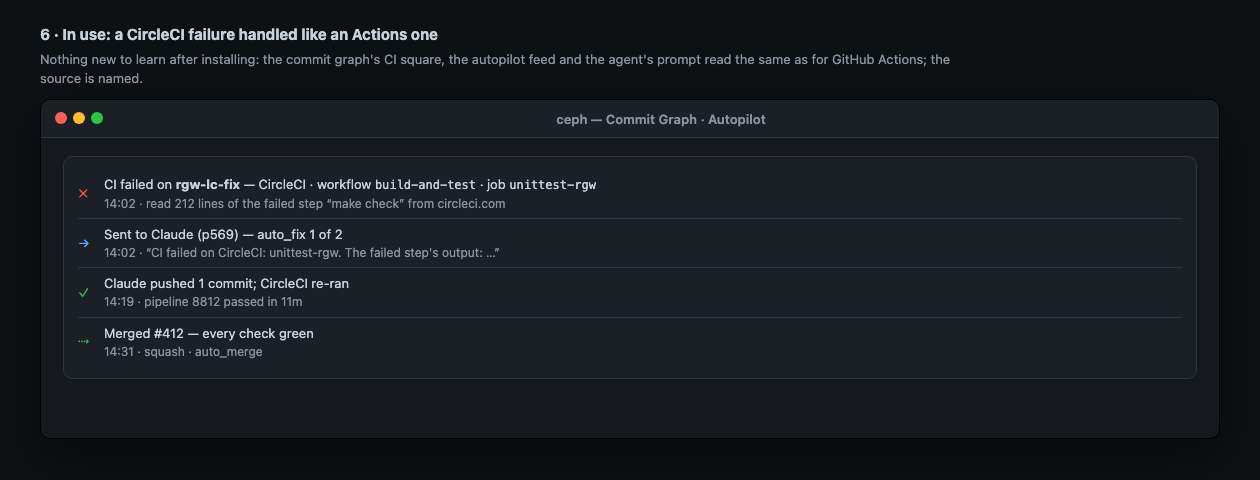 6 · In use: a CircleCI failure handled like an Actions one
Nothing new to learn after installing: the commit graph's CI square, the autopilot feed and the agent's prompt read the same as for GitHub Actions; the
source is named.
ceph — Commit Graph · Autopilot
CI failed on rgw-lc-fix — CircleCI · workflow build-and-test · job unittest-rgw
14:02 · read 212 lines of the failed step “make check” from circleci.com
Sent to Claude (p569) — auto_fix 1 of 2
14:02 · “CI failed on CircleCI: unittest-rgw. The failed step's output: …”
Claude pushed 1 commit; CircleCI re-ran
14:19 · pipeline 8812 passed in 11m
Merged #412 — every check green
14:31 · squash · auto_merge